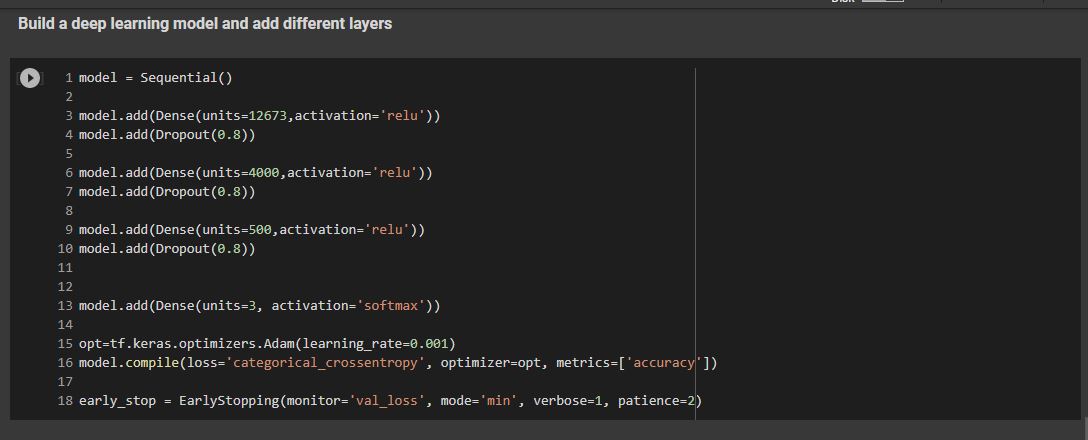 Build a deep learning model and add different layers
1 model = Sequential()
2
3 model.add(Dense(units=12673,activation='relu'))
4 model.add(Dropout(0.8))
5
6 model.add(Dense(units=4000,activation='relu'))
7 model.add(Dropout(0.8))
8
9 model.add(Dense(units=500,activation='relu'))
10 model.add(Dropout(0.8))
11
12
13 model.add(Dense(units=3, activation='softmax'))
14
15 opt=tf.keras.optimizers.Adam(learning_rate=0.001)
16 model.compile(loss='categorical_crossentropy', optimizer=opt, metrics=['accuracy'])
17
18 early_stop = EarlyStopping(monitor='val_loss', mode='min', verbose=1, patience=2)